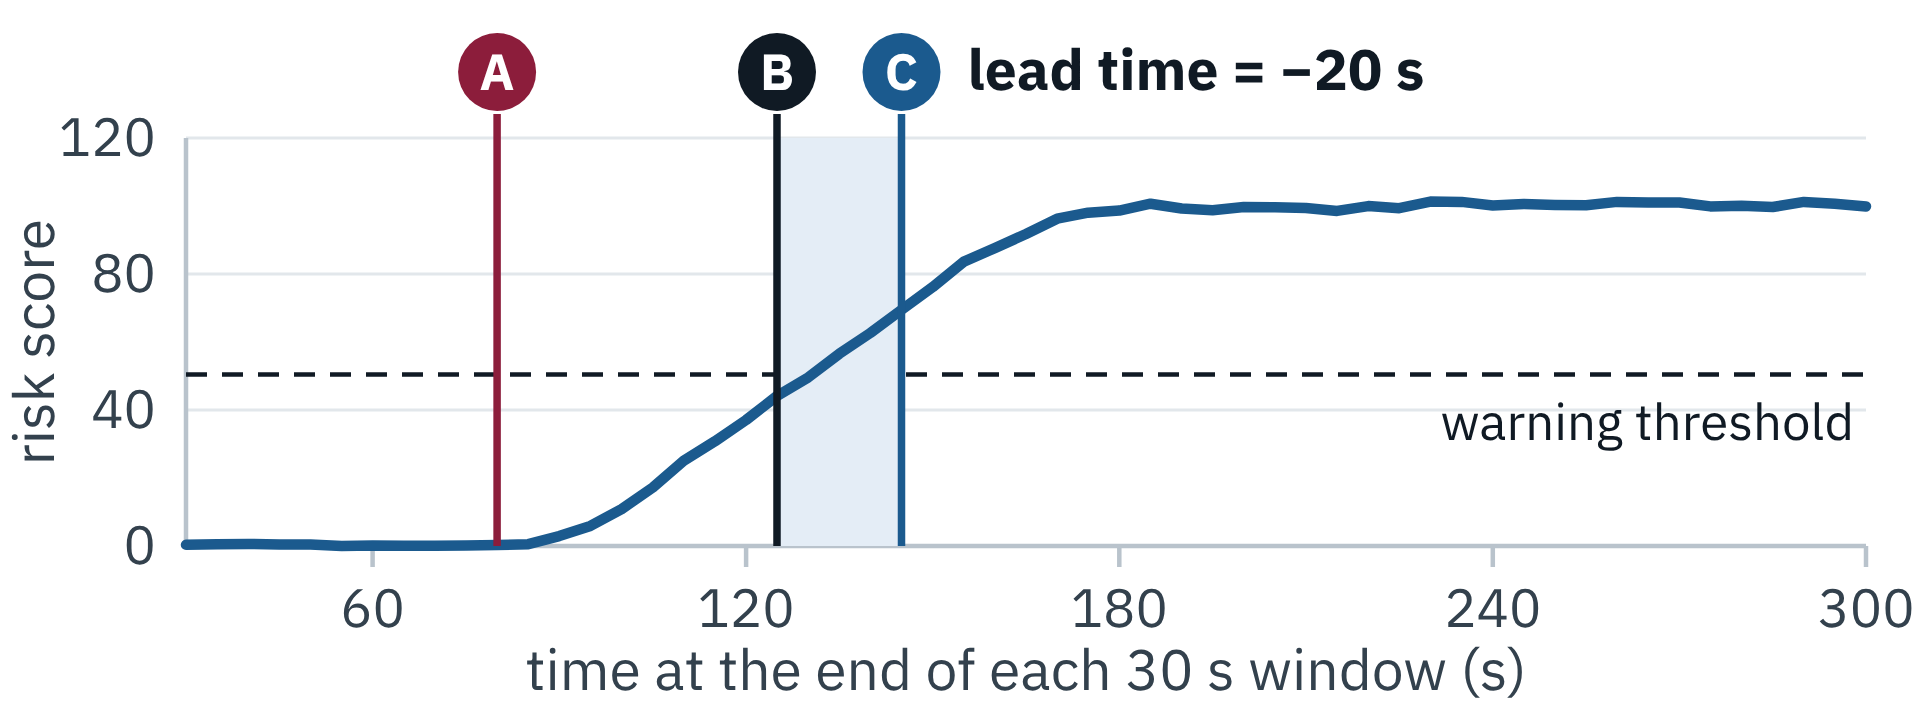 A B C lead time = −20 s
120
80
40
0
risk score
warning threshold
60 120 180 240 300
time at the end of each 30 s window (s)